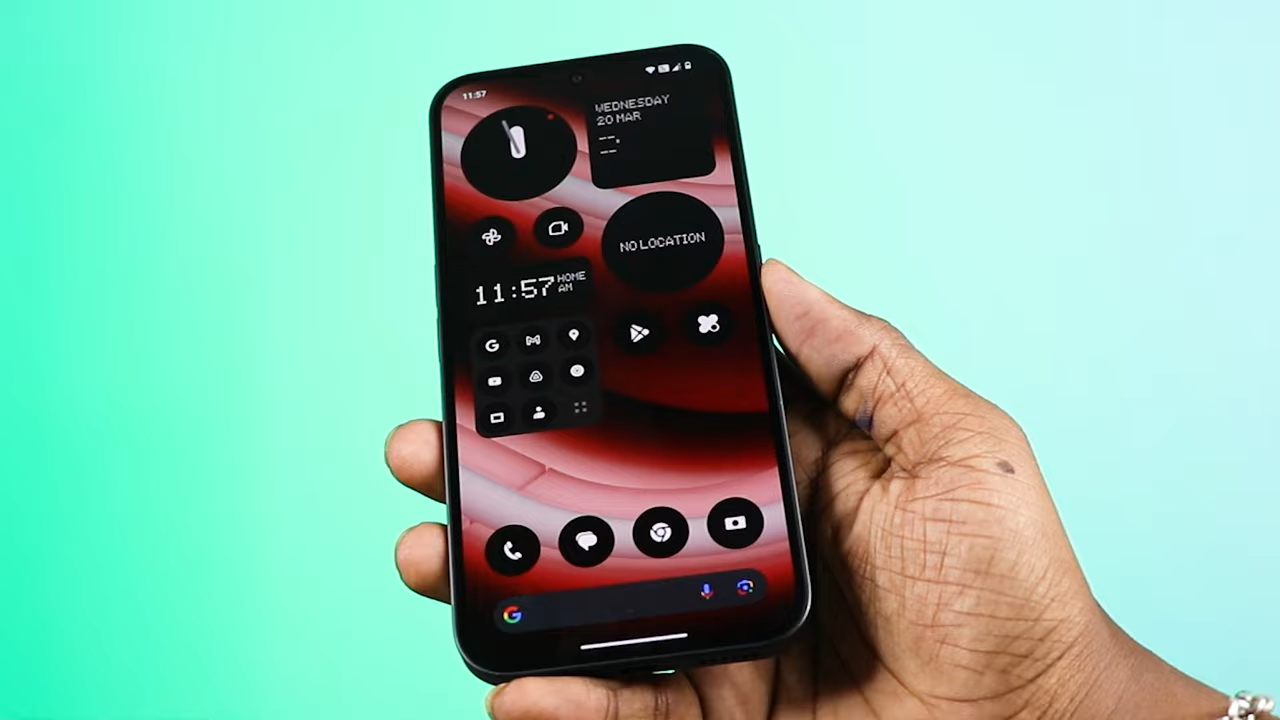 11:57
WEDNESDAY
20 MAR
NO LOCATION
11:57 HOME
AM
G
G